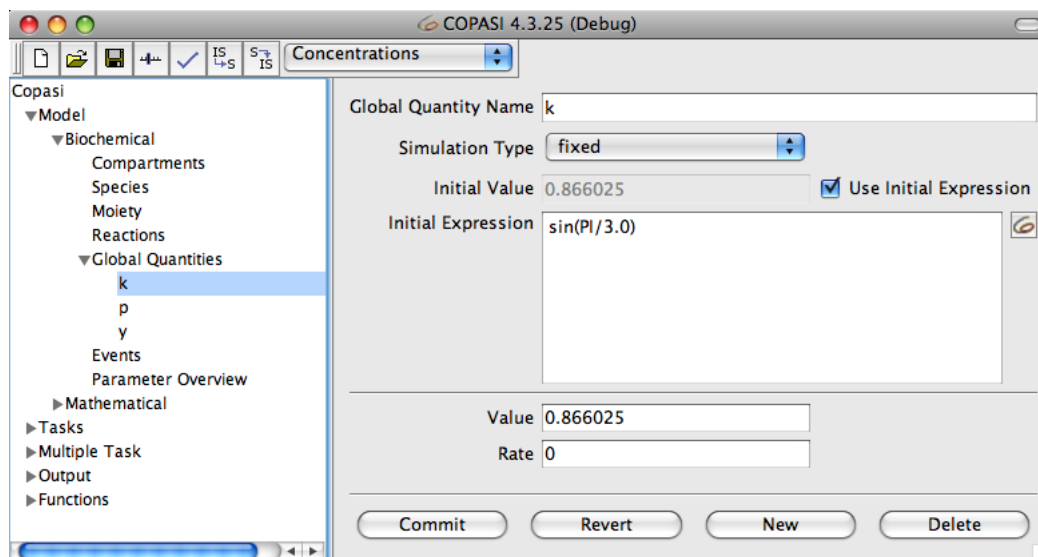 COPASI 4.3.25 (Debug)
IS
S
S
IS
Concentrations
Copasi
Model
Biochemical
Compartments
Species
Moiety
Reactions
Global Quantities
k
p
y
Events
Parameter Overview
Mathematical
Tasks
Multiple Task
Output
Functions
Global Quantity Name k
Simulation Type fixed
Initial Value 0.866025 Use Initial Expression
Initial Expression sin(PI/3.0)
Value 0.866025
Rate 0
Commit Revert New Delete